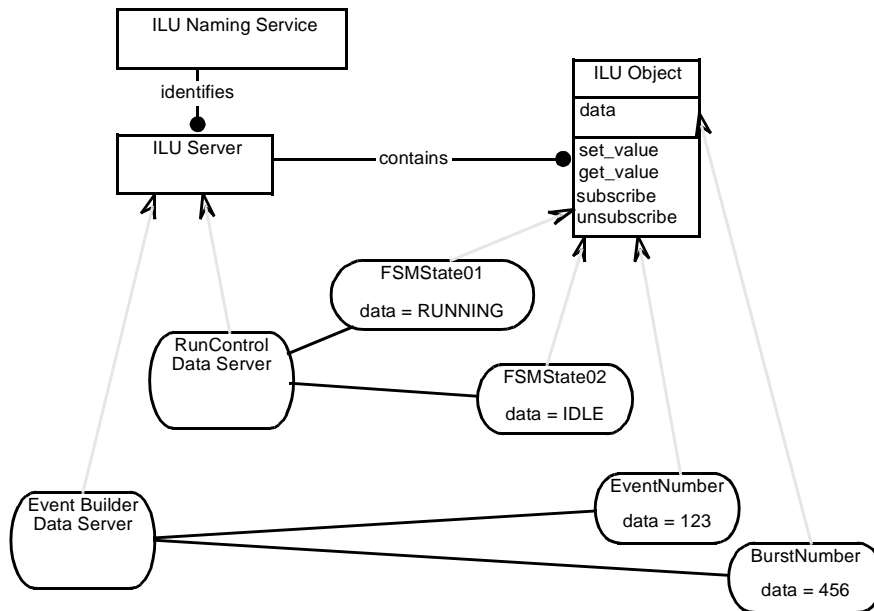 ILU Naming Service
identifies
ILU Server
contains
ILU Object
data
set_value
get_value
subscribe
unsubscribe
FSMState01
data = RUNNING
RunControl
Data Server
FSMState02
data = IDLE
Event Builder
Data Server
EventNumber
data = 123
BurstNumber
data = 456